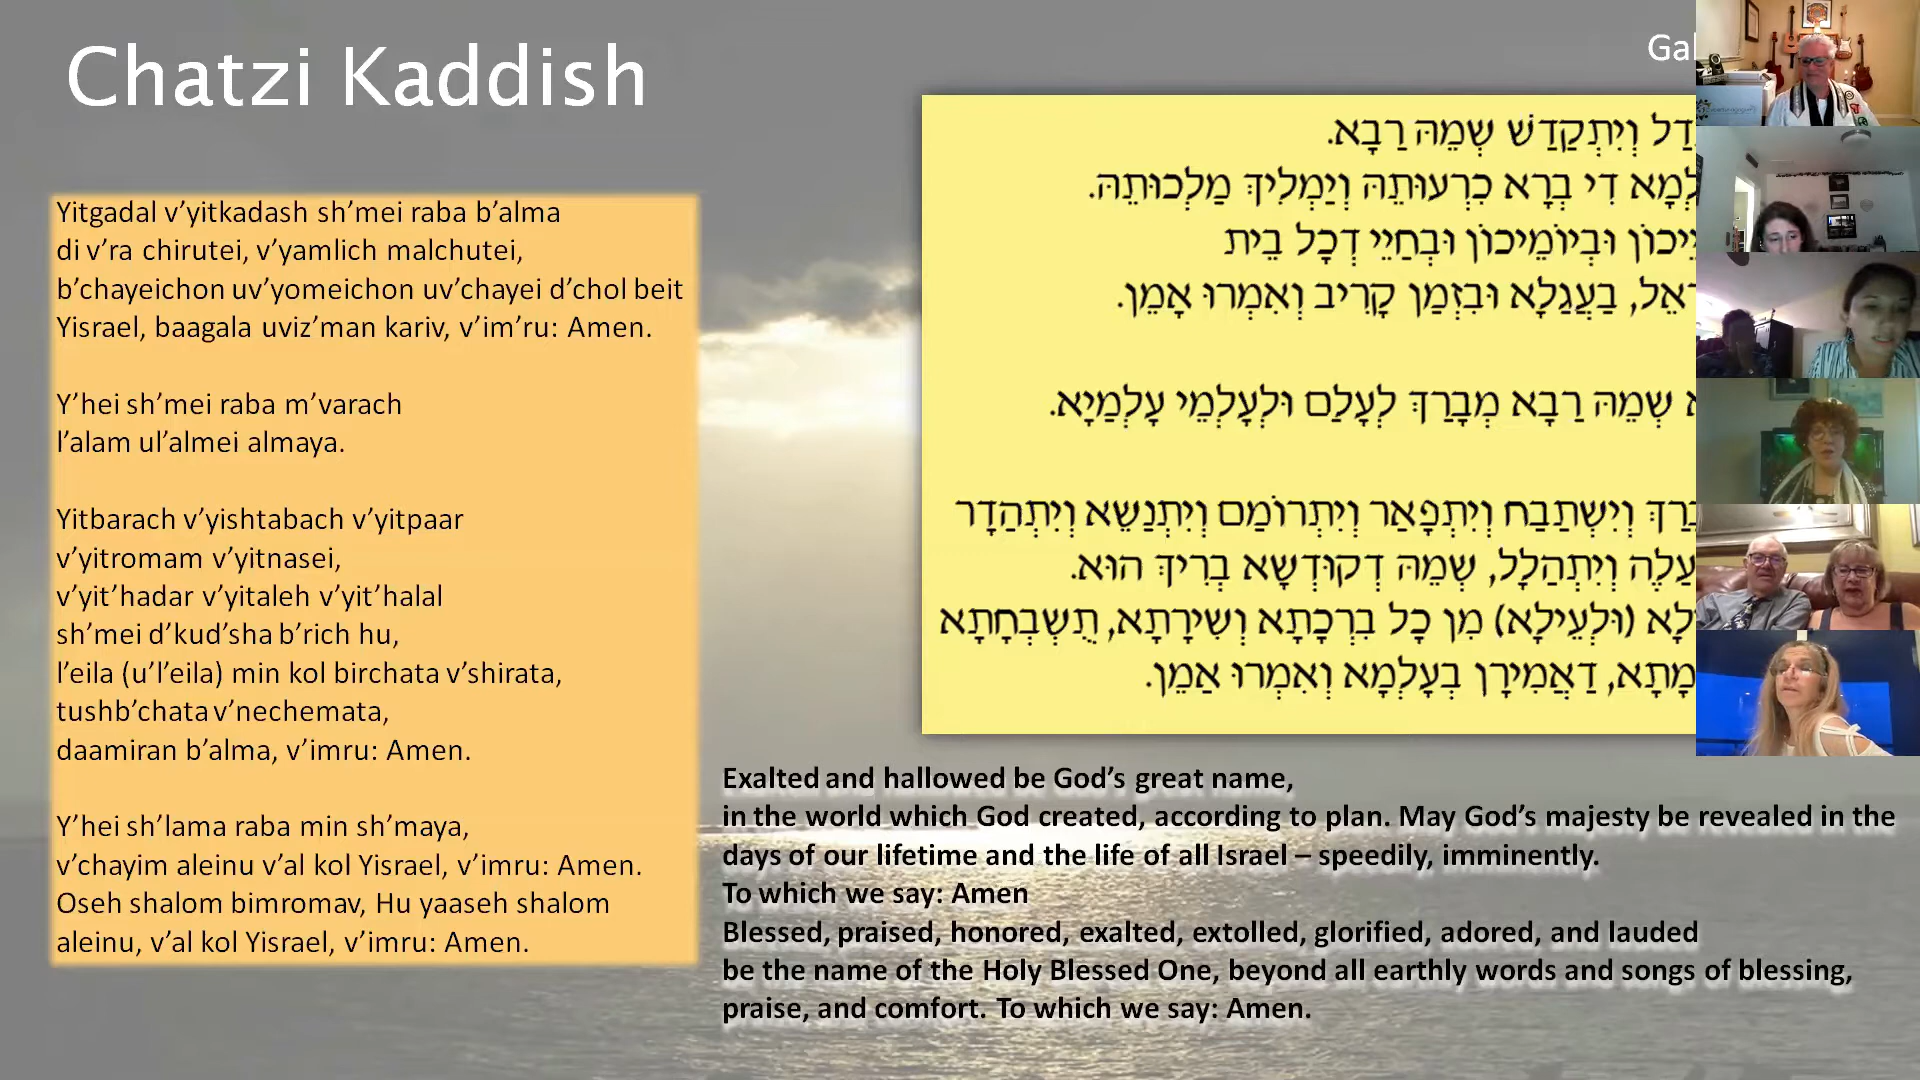 Chatzi Kaddish
Gal
Yitgadal v’yitkadash sh’mei raba b’alma
di v’ra chirutei, v’yamlich malchutei,
b’chayeichon uv’yomeichon uv’chayei d’chol beit
Yisrael, baagala uviz’man kariv, v’im’ru: Amen.
Y’hei sh’mei raba m’varach
l’alam ul’almei almaya.
Yitbarach v’yishtabach v’yitpaar
v’yitromam v’yitnasei,
v’yit’hadar v’yitaleh v’yit’halal
sh’mei d’kud’sha b’rich hu,
l’eila (u’l’eila) min kol birchata v’shirata,
tushb’chata v’nechemata,
daamiran b’alma, v’imru: Amen.
Y’hei sh’lama raba min sh’maya,
v’chayim aleinu v’al kol Yisrael, v’imru: Amen.
Oseh shalom bimromav, Hu yaaseh shalom
aleinu, v’al kol Yisrael, v’imru: Amen.
דַל וְיִתְקַדַשׁ שְׁמֵהּ רַבָא.
לְמָא דִי בְרָא כִרְעוּתֵהּ וְיַמְלִיךְ מַלְכוּתֵהּ.
יֵיכוֹן וּבְיוֹמֵיכוֹן וּבְחַיֵי דְכָל בֵית
רָאֵל, בַעֲגַלָא וּבִזְמַן קָרִיב וְאִמְרוּ אָמֵן.
א שְׁמֵהּ רַבָא מְבָרַךְ לְעָלַם וּלְעָלְמֵי עָלְמַיָא.
בָרַךְ וְיִשְׁתַבַח וְיִתְפָאַר וְיִתְרוֹמַם וְיִתְנַשֵׂא וְיִתְהַדָר
עַלֶה וְיִתְהַלָל, שְׁמֵהּ דְקוּדְשָׁא בְרִיךְ הוּא.
לָא (וּלְעֵילָא) מִן כָל בִרְכָתָא וְשִׁירָתָא, תֻשְׁבְחָתָא
מָתָא, דַאֲמִירָן בְעָלְמָא וְאִמְרוּ אַמֵן.
Exalted and hallowed be God’s great name,
in the world which God created, according to plan. May God’s majesty be revealed in the
days of our lifetime and the life of all Israel – speedily, imminently.
To which we say: Amen
Blessed, praised, honored, exalted, extolled, glorified, adored, and lauded
be the name of the Holy Blessed One, beyond all earthly words and songs of blessing,
praise, and comfort. To which we say: Amen.